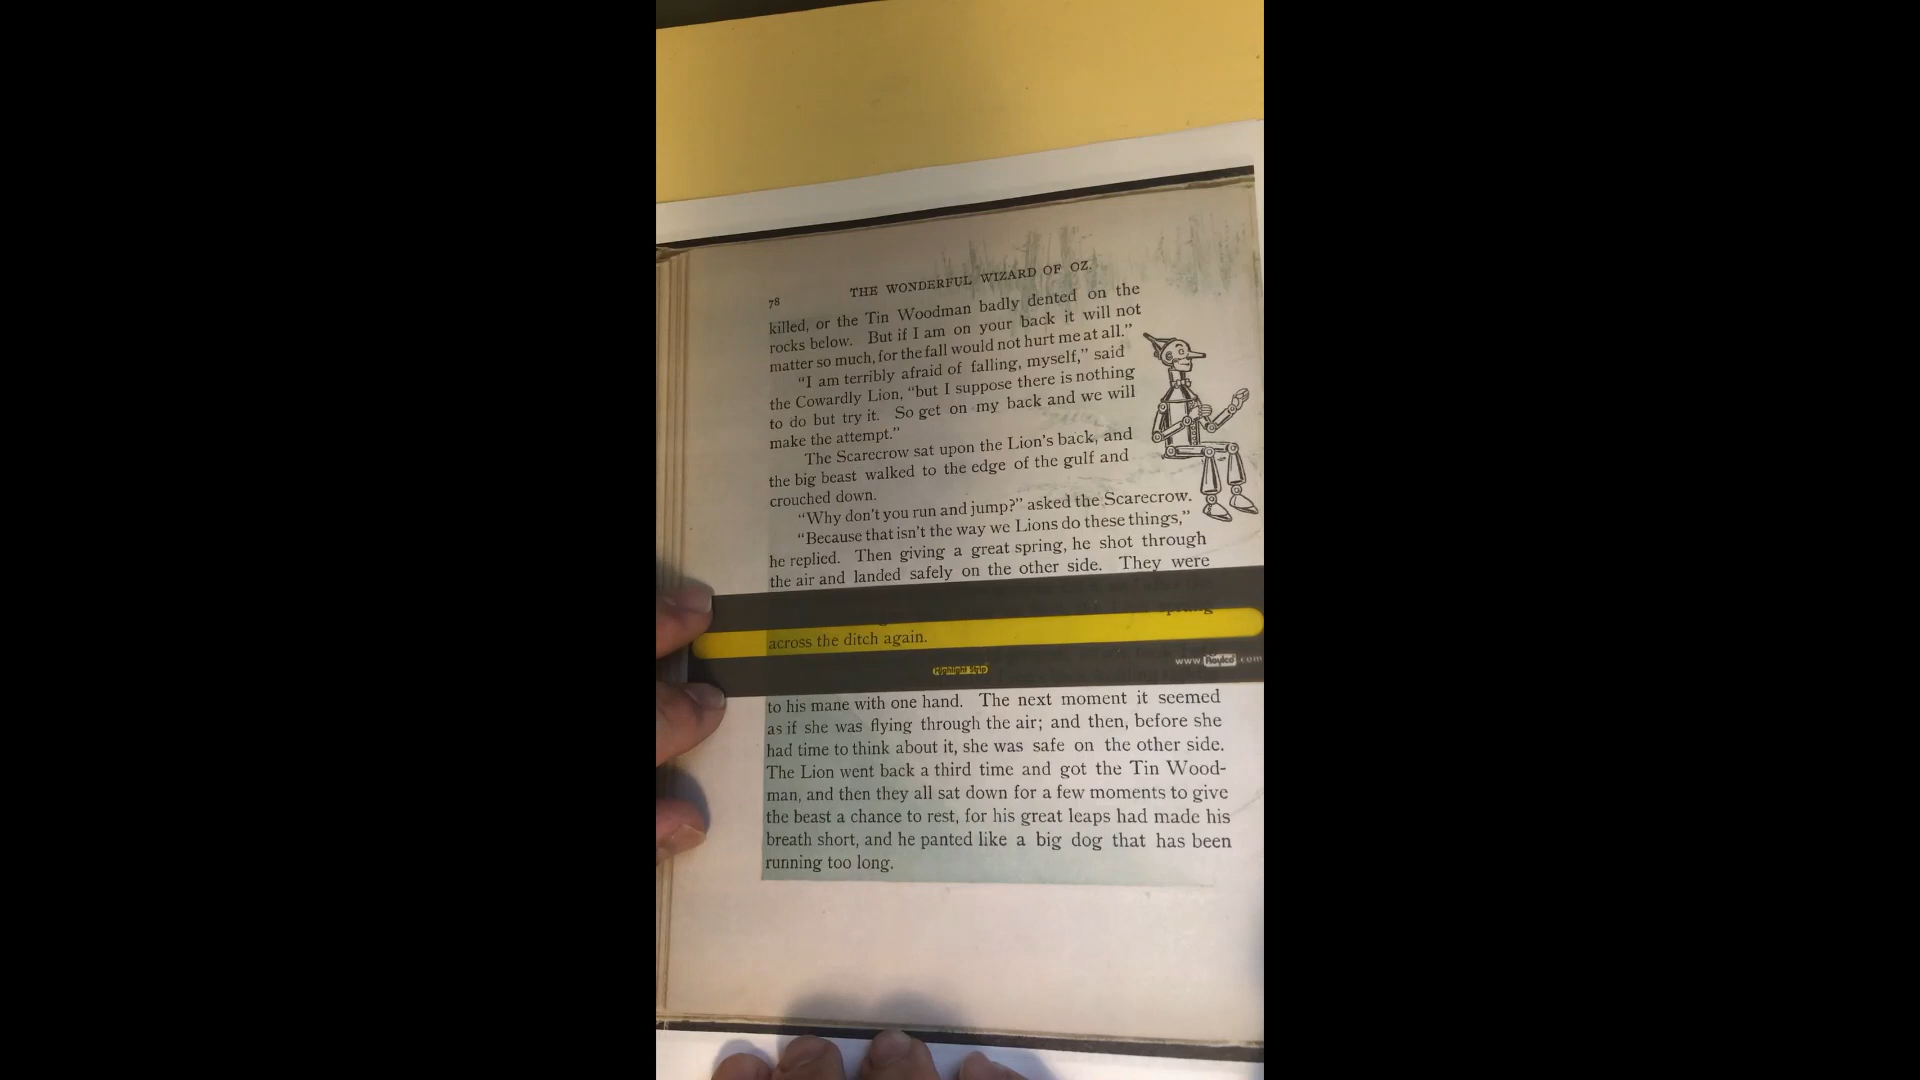 78
THE WONDERFUL WIZARD OF OZ.
killed, or the Tin Woodman badly dented on the
rocks below. But if I am on your back it will not
matter so much, for the fall would not hurt me at all."
"I am terribly afraid of falling, myself," said
the Cowardly Lion, "but I suppose there is nothing
to do but try it. So get on my back and we will
make the attempt."
The Scarecrow sat upon the Lion's back, and
the big beast walked to the edge of the gulf and
crouched down.
"Why don't you run and jump?" asked the Scarecrow.
"Because that isn't the way we Lions do these things,"
he replied. Then giving a great spring, he shot through
the air and landed safely on the other side. They were
across the ditch again.
Highlight Strip
www.Roylco.com
to his mane with one hand. The next moment it seemed
as if she was flying through the air; and then, before she
had time to think about it, she was safe on the other side.
The Lion went back a third time and got the Tin Wood-
man, and then they all sat down for a few moments to give
the beast a chance to rest, for his great leaps had made his
breath short, and he panted like a big dog that has been
running too long.